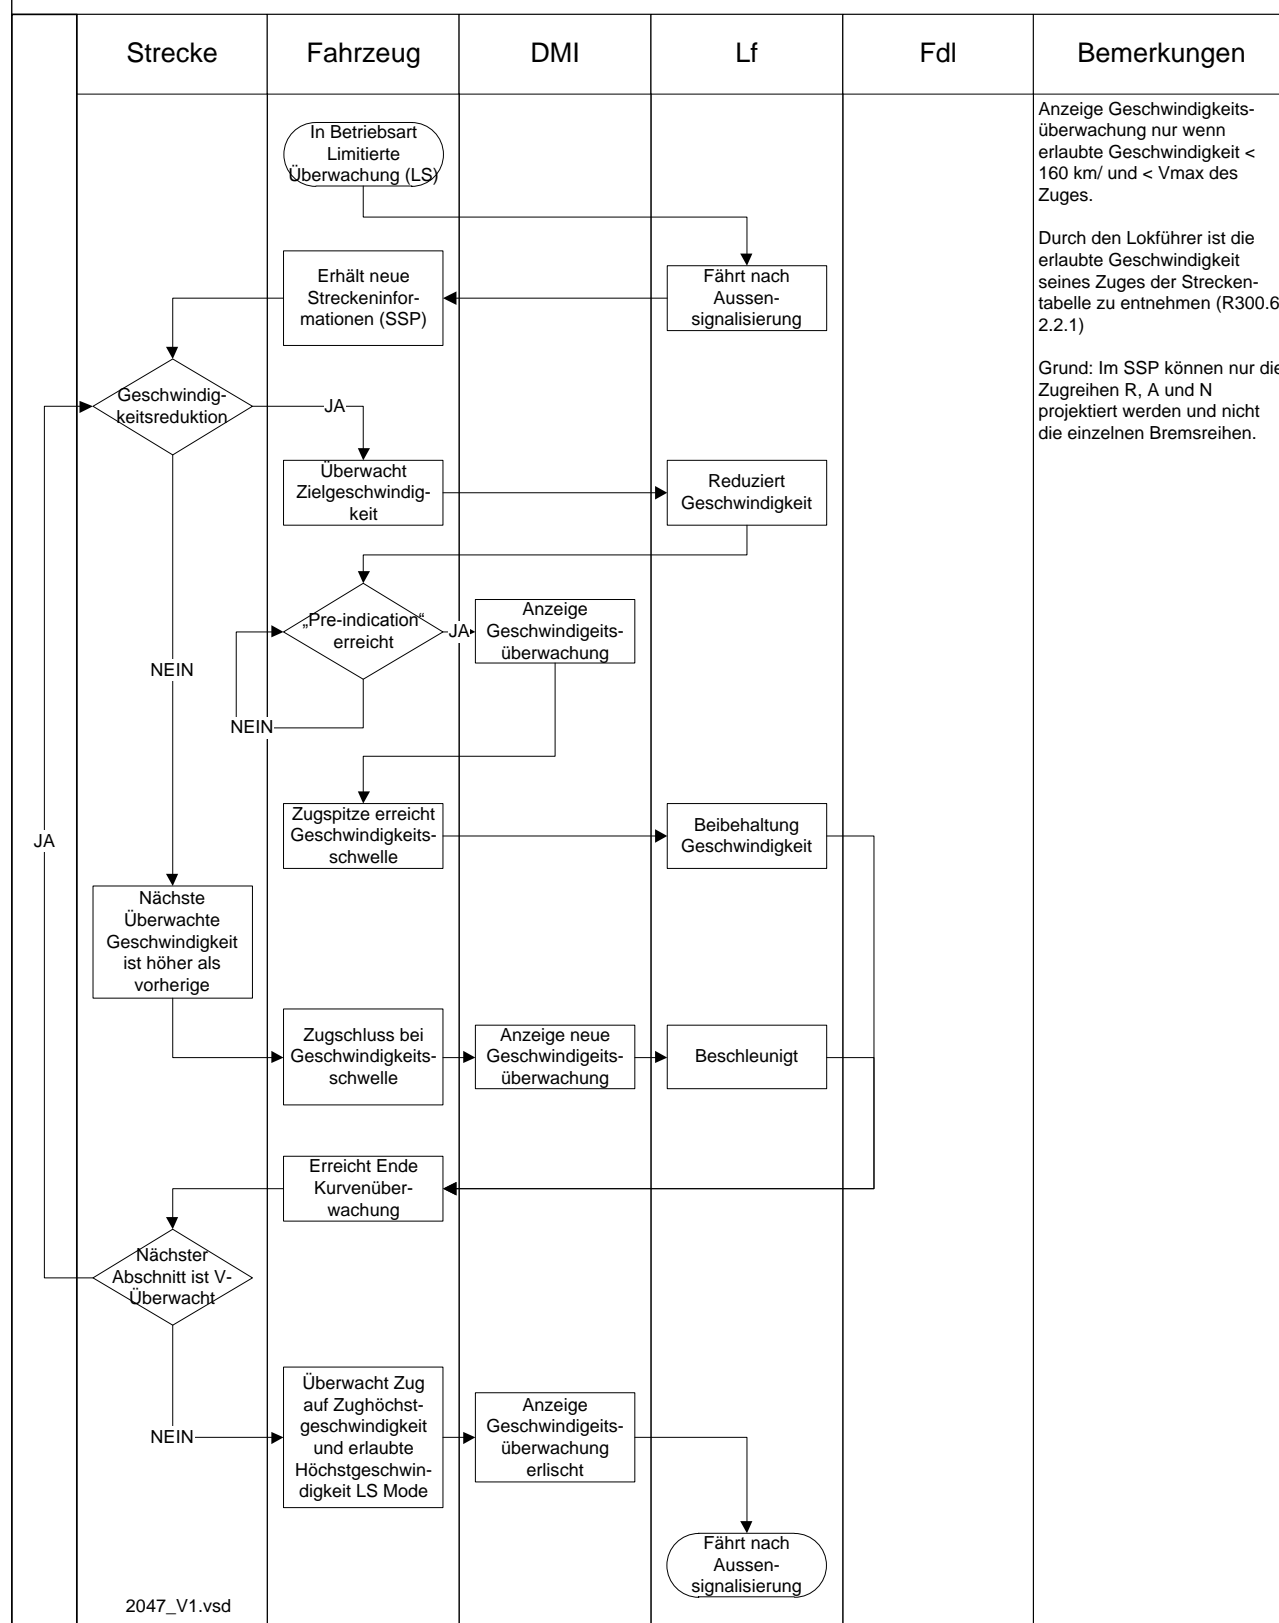 Strecke
Fahrzeug
DMI
Lf
Fdl
Bemerkungen
In Betriebsart
Limitierte
Überwachung (LS)
Anzeige Geschwindigkeits-
überwachung nur wenn
erlaubte Geschwindigkeit <
160 km/ und < Vmax des
Zuges.
Durch den Lokführer ist die
erlaubte Geschwindigkeit
seines Zuges der Strecken-
tabelle zu entnehmen (R300.6
2.2.1)
Grund: Im SSP können nur die
Zugreihen R, A und N
projektiert werden und nicht
die einzelnen Bremsreihen.
Erhält neue
Streckeninfor-
mationen (SSP)
Fährt nach
Aussen-
signalisierung
Geschwindig-
keitsreduktion
JA
Überwacht
Zielgeschwindig-
keit
Reduziert
Geschwindigkeit
„Pre-indication“
erreicht
JA
Anzeige
Geschwindigeits-
überwachung
NEIN
NEIN
Zugspitze erreicht
Geschwindigkeits-
schwelle
Beibehaltung
Geschwindigkeit
JA
Nächste
Überwachte
Geschwindigkeit
ist höher als
vorherige
Zugschluss bei
Geschwindigkeits-
schwelle
Anzeige neue
Geschwindigeits-
überwachung
Beschleunigt
Erreicht Ende
Kurvenüber-
wachung
Nächster
Abschnitt ist V-
Überwacht
NEIN
Überwacht Zug
auf Zughöchst-
geschwindigkeit
und erlaubte
Höchstgeschwin-
digkeit LS Mode
Anzeige
Geschwindigeits-
überwachung
erlischt
Fährt nach
Aussen-
signalisierung
2047_V1.vsd